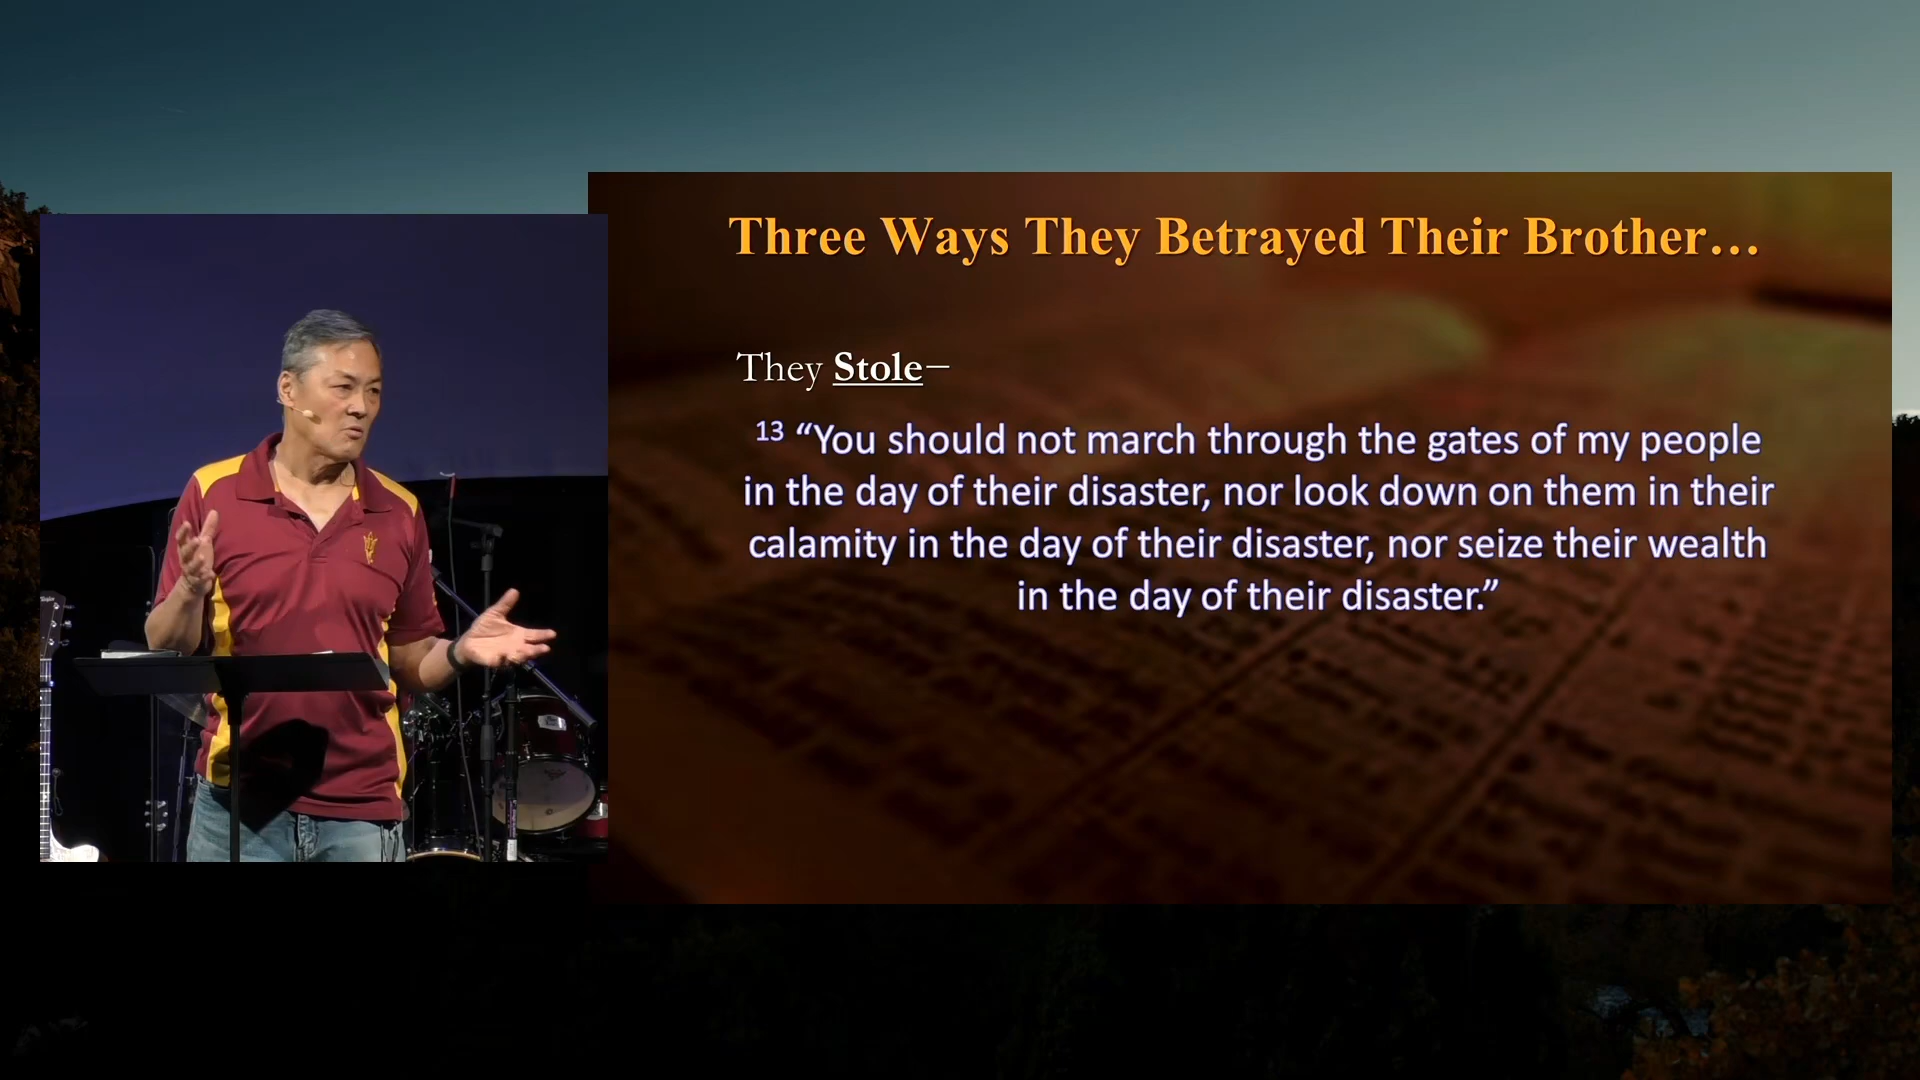 Three Ways They Betrayed Their Brother…
They Stole–
13 “You should not march through the gates of my people
in the day of their disaster, nor look down on them in their
calamity in the day of their disaster, nor seize their wealth
in the day of their disaster.”